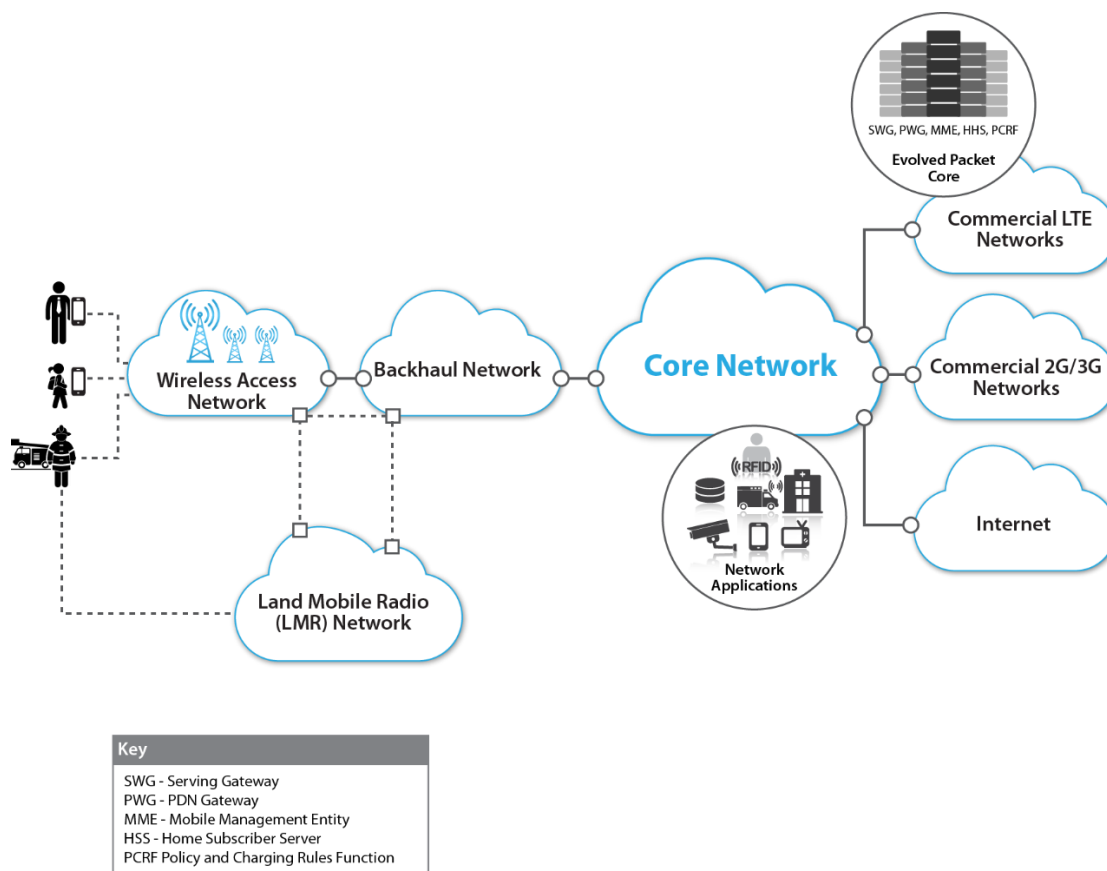 SWG, PWG, MME, HHS, PCRF
Evolved Packet
Core
Commercial LTE
Networks
Wireless Access
Network
Backhaul Network
Core Network
Commercial 2G/3G
Networks
RFID
Network
Applications
Internet
Land Mobile Radio
(LMR) Network
Key
SWG - Serving Gateway
PWG - PDN Gateway
MME - Mobile Management Entity
HSS - Home Subscriber Server
PCRF Policy and Charging Rules Function